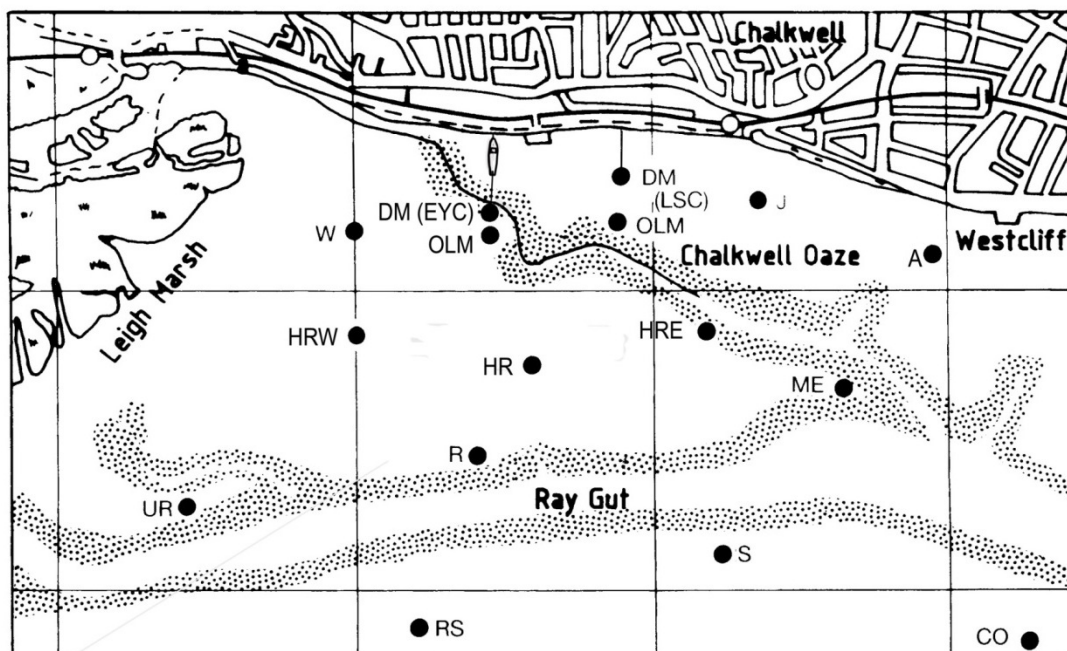 Chalkwell
DM
(LSC)
J
DM (EYC)
OLM
OLM
W
Westcliff
Chalkwell Oaze
A
Leigh Marsh
HRW
HRE
HR
ME
R
Ray Gut
UR
S
RS
CO